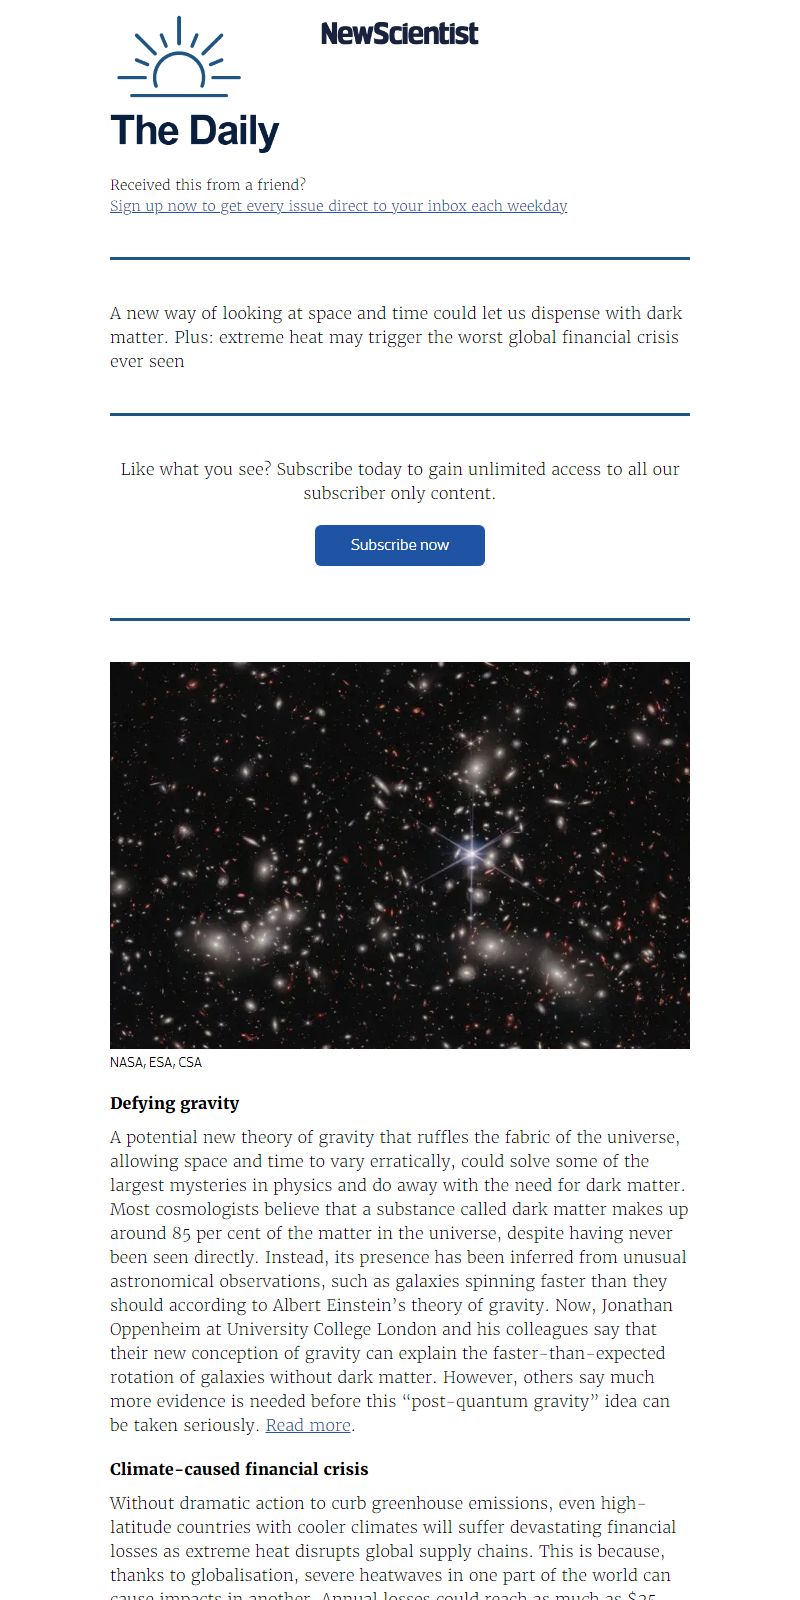 NewScientist
The Daily
Received this from a friend?
Sign up now to get every issue direct to your inbox each weekday
A new way of looking at space and time could let us dispense with dark
matter. Plus: extreme heat may trigger the worst global financial crisis
ever seen
Like what you see? Subscribe today to gain unlimited access to all our
subscriber only content.
Subscribe now
NASA, ESA, CSA
Defying gravity
A potential new theory of gravity that ruffles the fabric of the universe,
allowing space and time to vary erratically, could solve some of the
largest mysteries in physics and do away with the need for dark matter.
Most cosmologists believe that a substance called dark matter makes up
around 85 per cent of the matter in the universe, despite having never
been seen directly. Instead, its presence has been inferred from unusual
astronomical observations, such as galaxies spinning faster than they
should according to Albert Einstein’s theory of gravity. Now, Jonathan
Oppenheim at University College London and his colleagues say that
their new conception of gravity can explain the faster-than-expected
rotation of galaxies without dark matter. However, others say much
more evidence is needed before this “post-quantum gravity” idea can
be taken seriously. Read more.
Climate-caused financial crisis
Without dramatic action to curb greenhouse emissions, even high-
latitude countries with cooler climates will suffer devastating financial
losses as extreme heat disrupts global supply chains. This is because,
thanks to globalisation, severe heatwaves in one part of the world can
cause impacts in another. Annual losses could reach as much as $25